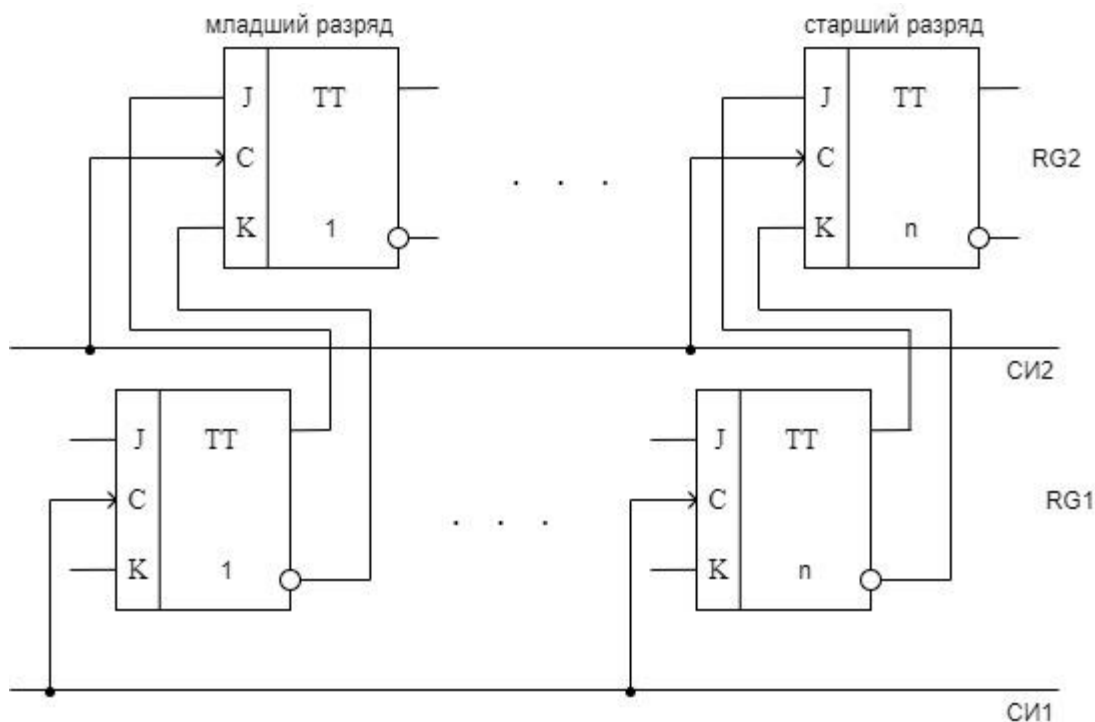 младший разряд
старший разряд
J TT
C
K 1
J TT
C
K n
RG2
. . .
СИ2
J TT
C
K 1
J TT
C
K n
RG1
. . .
СИ1